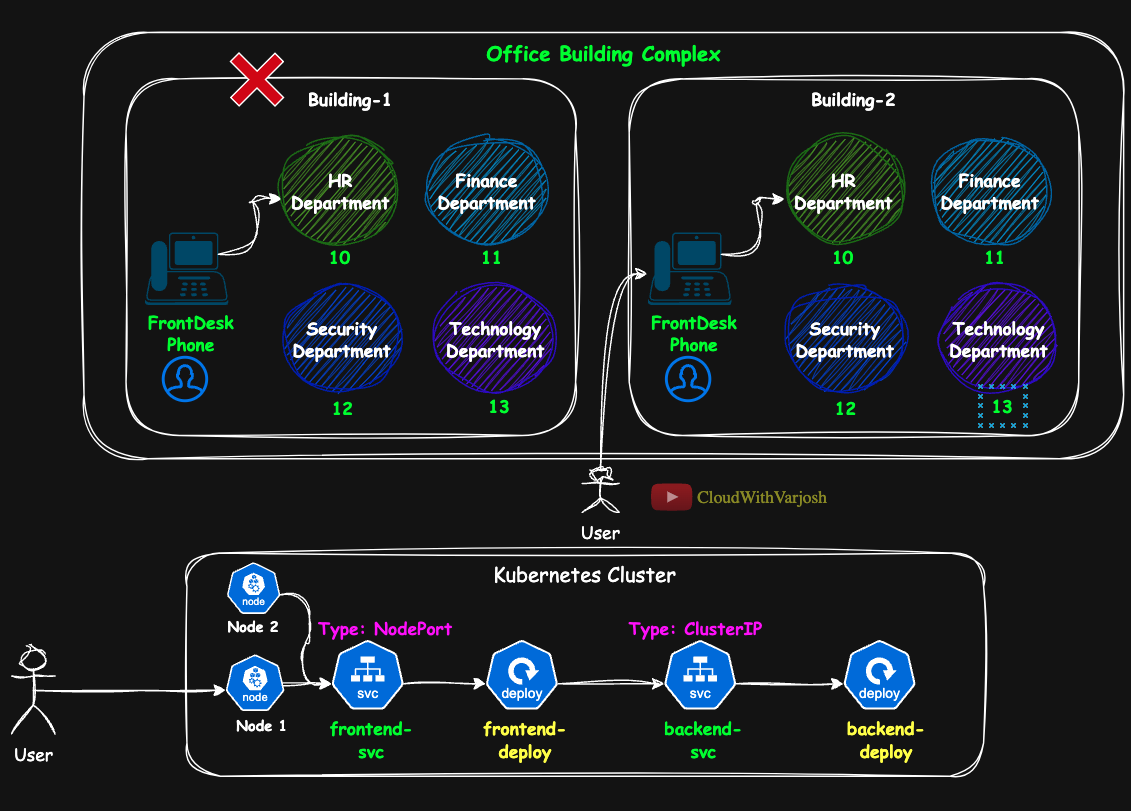 Office Building Complex
Building-1
HR
Department
10
Finance
Department
11
FrontDesk
Phone
Security
Department
12
Technology
Department
13
Building-2
HR
Department
10
Finance
Department
11
FrontDesk
Phone
Security
Department
12
Technology
Department
13
User
CloudWithVarjosh
Kubernetes Cluster
node
Node 2
node
Node 1
Type: NodePort
svc
frontend-
svc
deploy
frontend-
deploy
Type: ClusterIP
svc
backend-
svc
deploy
backend-
deploy
User